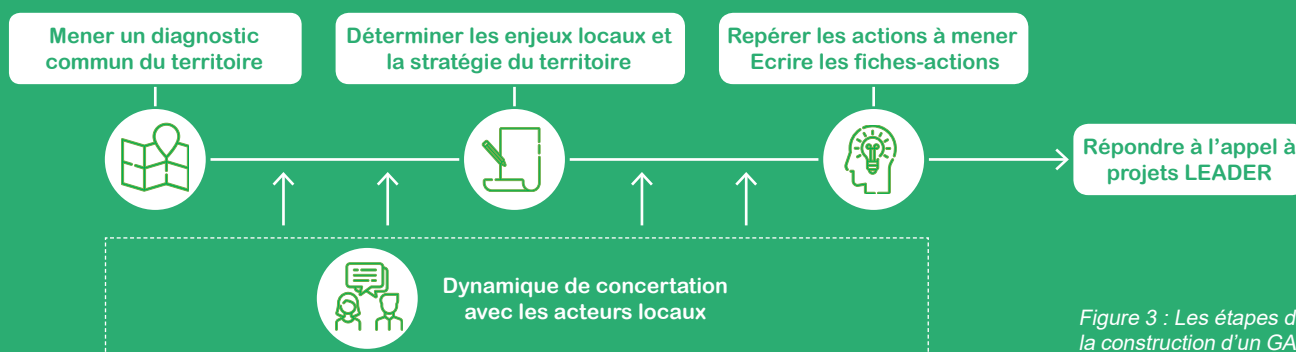 Mener un diagnostic
commun du territoire
Déterminer les enjeux locaux et
la stratégie du territoire
Repérer les actions à mener
Ecrire les fiches-actions
Répondre à l'appel à
projets LEADER
Dynamique de concertation
avec les acteurs locaux
Figure 3 : Les étapes d
la construction d'un GA